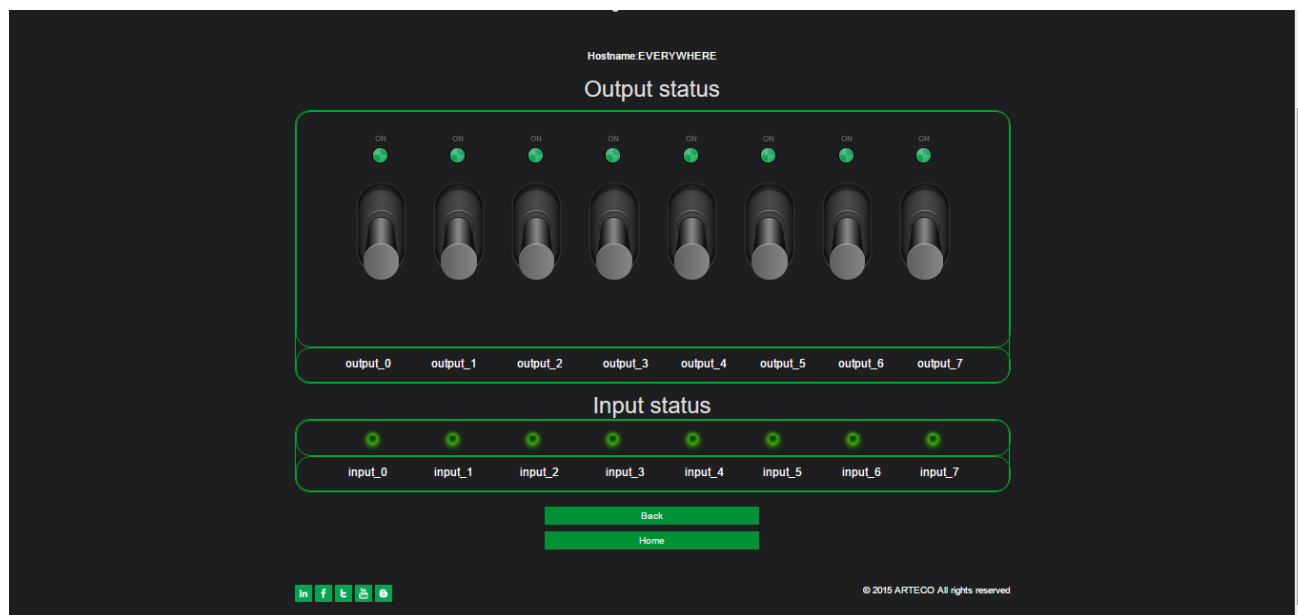 Hostname:EVERYWHERE
Output status
ON ON ON ON ON ON ON ON
output_0 output_1 output_2 output_3 output_4 output_5 output_6 output_7
Input status
input_0 input_1 input_2 input_3 input_4 input_5 input_6 input_7
Back
Home
in f t You B
© 2015 ARTECO All rights reserved